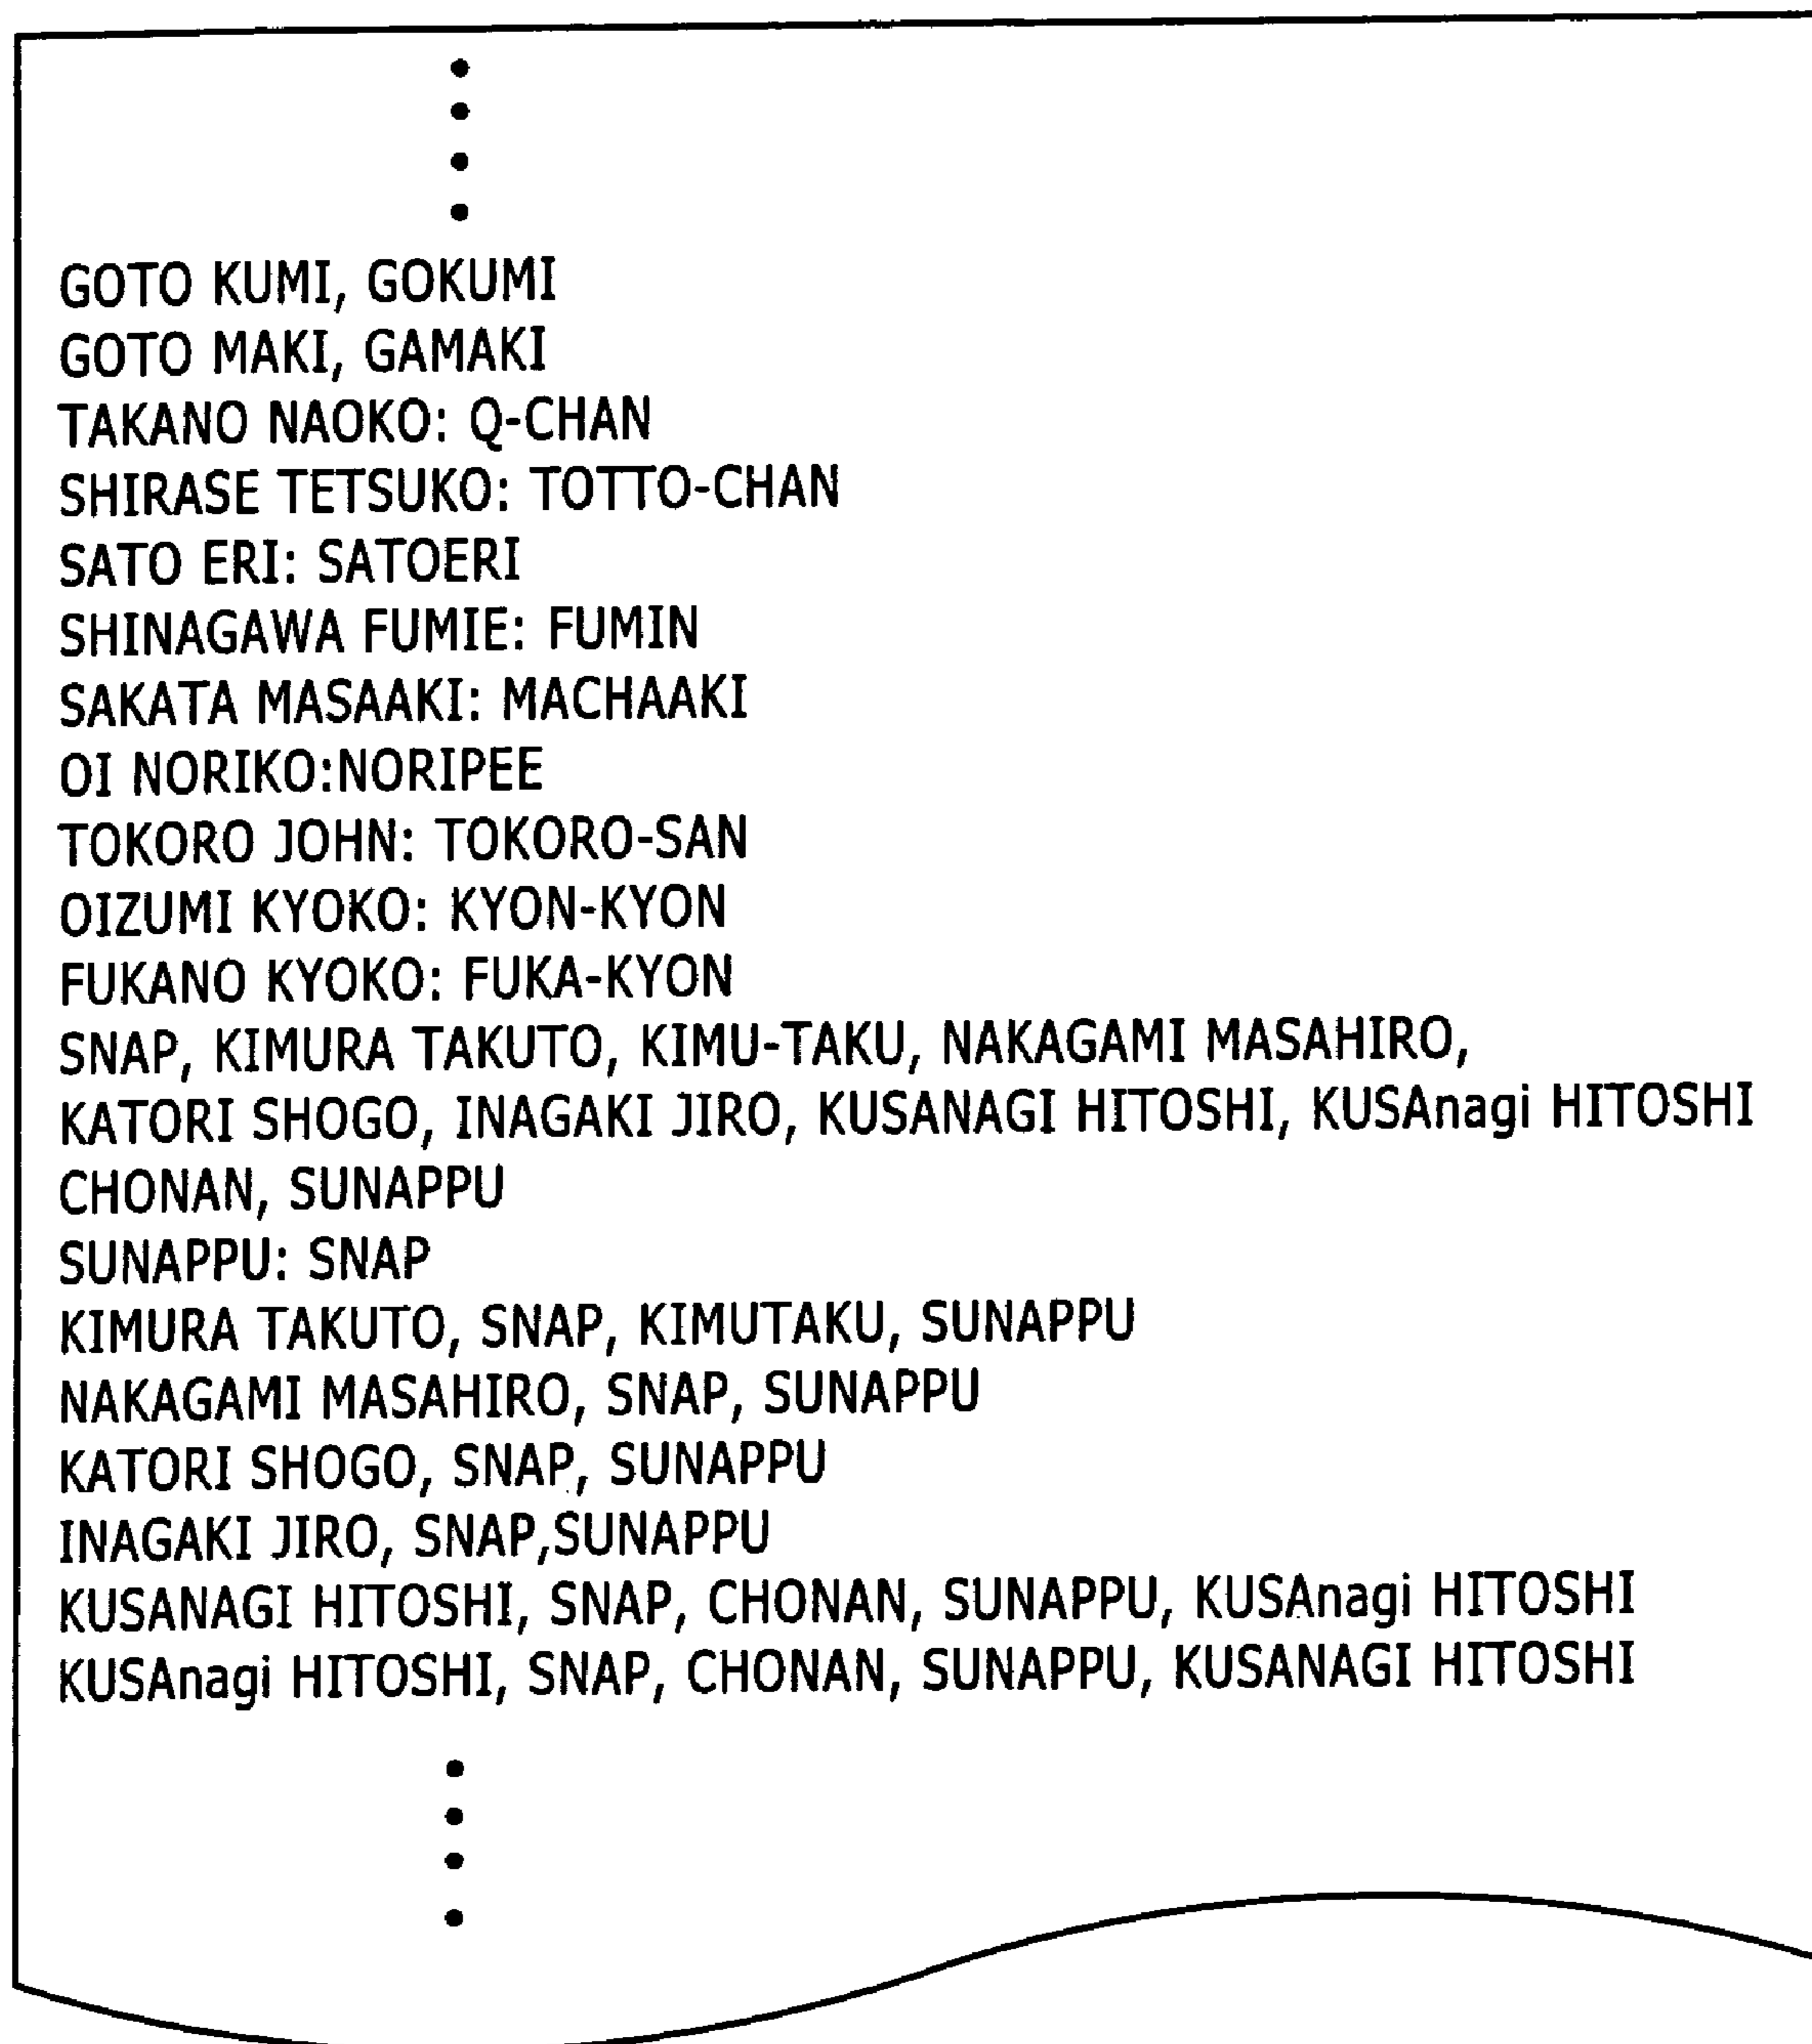 GOTO KUMI, GOKUMI
GOTO MAKI, GAMAKI
TAKANO NAOKO: Q-CHAN
SHIRASE TETSUKO: TOTTO-CHAN
SATO ERI: SATOERI
SHINAGAWA FUMIE: FUMIN
SAKATA MASAAKI: MACHAAKI
OI NORIKO:NORIPEE
TOKORO JOHN: TOKORO-SAN
OIZUMI KYOKO: KYON-KYON
FUKANO KYOKO: FUKA-KYON
SNAP, KIMURA TAKUTO, KIMU-TAKU, NAKAGAMI MASAHIRO,
KATORI SHOGO, INAGAKI JIRO, KUSANAGI HITOSHI, KUSAnagi HITOSHI
CHONAN, SUNAPPU
SUNAPPU: SNAP
KIMURA TAKUTO, SNAP, KIMUTAKU, SUNAPPU
NAKAGAMI MASAHIRO, SNAP, SUNAPPU
KATORI SHOGO, SNAP, SUNAPPU
INAGAKI JIRO, SNAP,SUNAPPU
KUSANAGI HITOSHI, SNAP, CHONAN, SUNAPPU, KUSAnagi HITOSHI
KUSAnagi HITOSHI, SNAP, CHONAN, SUNAPPU, KUSANAGI HITOSHI